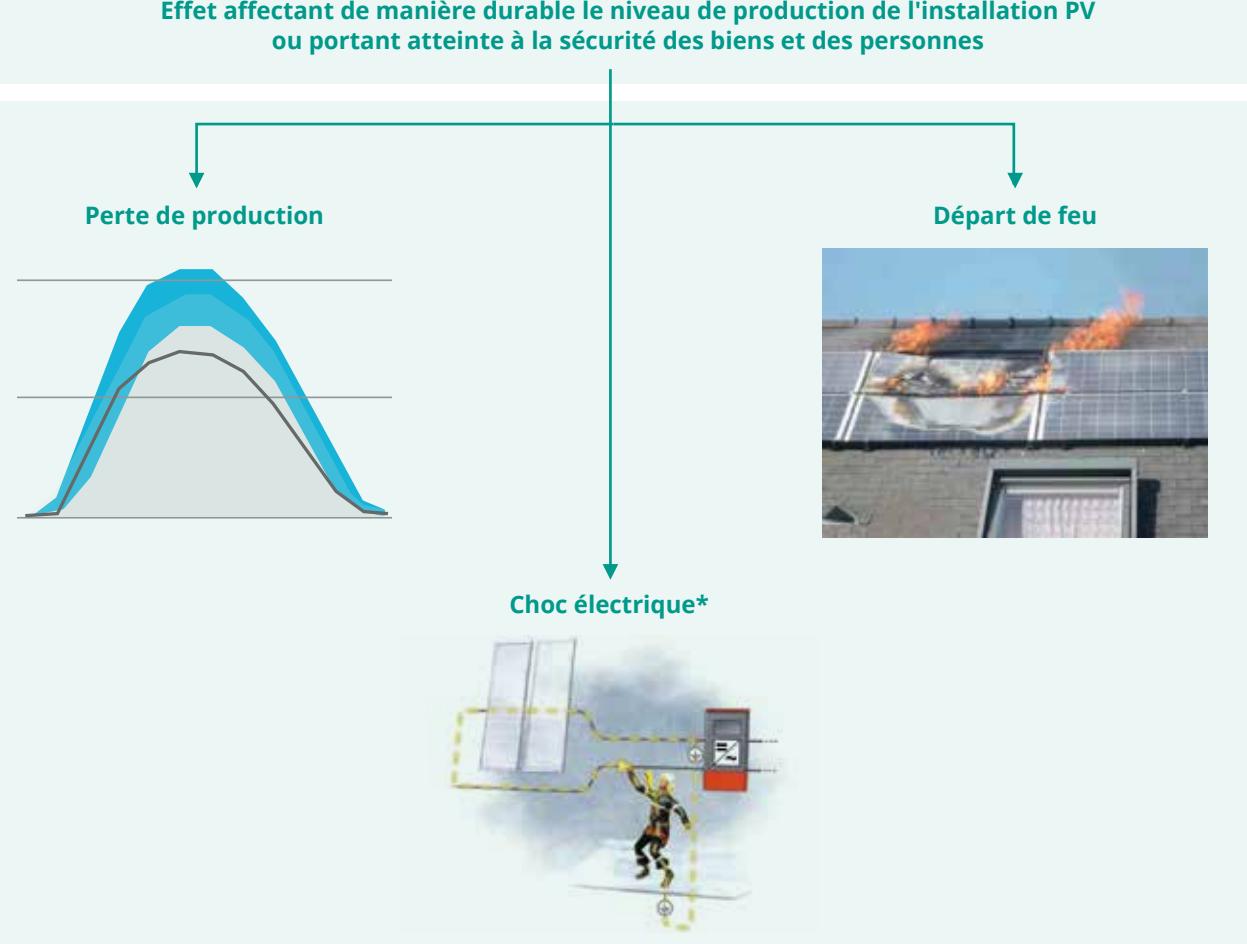 Effet affectant de manière durable le niveau de production de l'installation PV
ou portant atteinte à la sécurité des biens et des personnes
Perte de production
Départ de feu
Choc électrique*